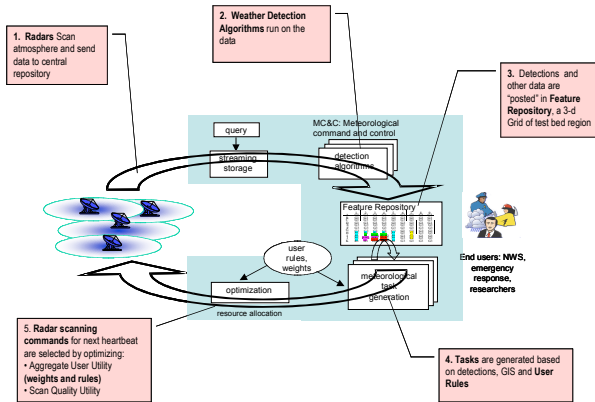 1. Radars Scan
atmosphere and send
data to central
repository
2. Weather Detection
Algorithms run on the
data
3. Detections and
other data are
“posted” in Feature
Repository, a 3-d
Grid of test bed region
MC&C: Meteorological
command and control
query
streaming
storage
detection
algorithms
Feature Repository
user
rules,
weights
End users: NWS,
emergency
response,
researchers
optimization
meteorological
task
generation
resource allocation
5. Radar scanning
commands for next heartbeat
are selected by optimizing:
• Aggregate User Utility
(weights and rules)
• Scan Quality Utility
4. Tasks are generated based
on detections, GIS and User
Rules